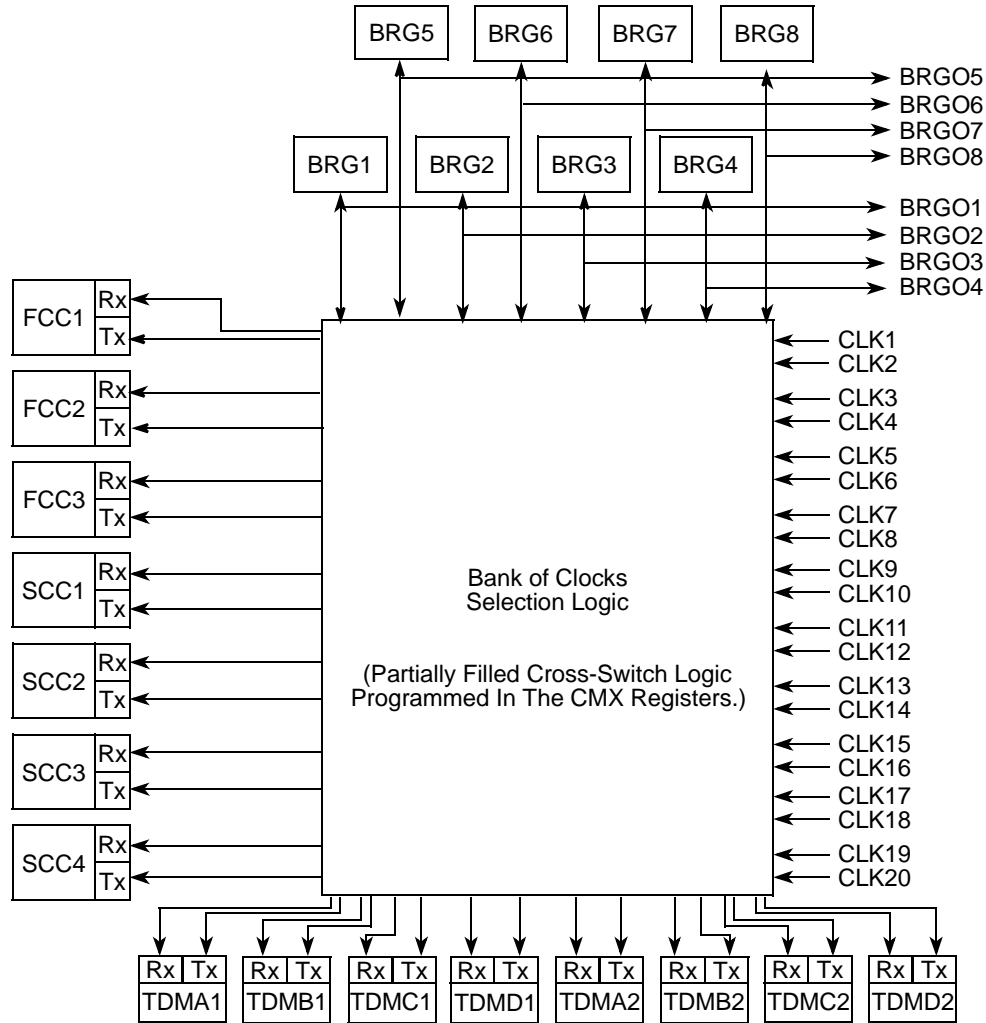 BRG5 BRG6 BRG7 BRG8
BRGO5
BRGO6
BRGO7
BRGO8
BRG1 BRG2 BRG3 BRG4
BRGO1
BRGO2
BRGO3
BRGO4
FCC1 Rx Tx
FCC2 Rx Tx
FCC3 Rx Tx
SCC1 Rx Tx
SCC2 Rx Tx
SCC3 Rx Tx
SCC4 Rx Tx
Bank of Clocks
Selection Logic
(Partially Filled Cross-Switch Logic
Programmed In The CMX Registers.)
CLK1
CLK2
CLK3
CLK4
CLK5
CLK6
CLK7
CLK8
CLK9
CLK10
CLK11
CLK12
CLK13
CLK14
CLK15
CLK16
CLK17
CLK18
CLK19
CLK20
Rx Tx Rx Tx Rx Tx Rx Tx Rx Tx Rx Tx Rx Tx Rx Tx
TDMA1 TDMB1 TDMC1 TDMD1 TDMA2 TDMB2 TDMC2 TDMD2